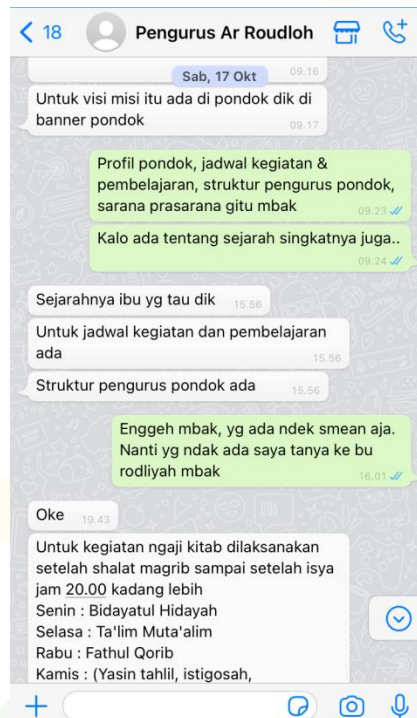 18 Pengurus Ar Roudloh
Sab, 17 Okt
09.16
Untuk visi misi itu ada di pondok dik di
banner pondok
09.17
Profil pondok, jadwal kegiatan &
pembelajaran, struktur pengurus pondok,
sarana prasarana gitu mbak
09.23
Kalo ada tentang sejarah singkatnya juga..
09.24
Sejarahnya ibu yg tau dik 15.56
Untuk jadwal kegiatan dan pembelajaran
ada
15.56
Struktur pengurus pondok ada 15.56
Enggeh mbak, yg ada ndek smean aja.
Nanti yg ndak ada saya tanya ke bu
rodliyah mbak
16.01
Oke 19.43
Untuk kegiatan ngaji kitab dilaksanakan
setelah shalat magrib sampai setelah isya
jam 20.00 kadang lebih
Senin : Bidayatul Hidayah
Selasa : Ta'lim Muta'alim
Rabu : Fathul Qorib
Kamis : (Yasin tahlil, istigosah,